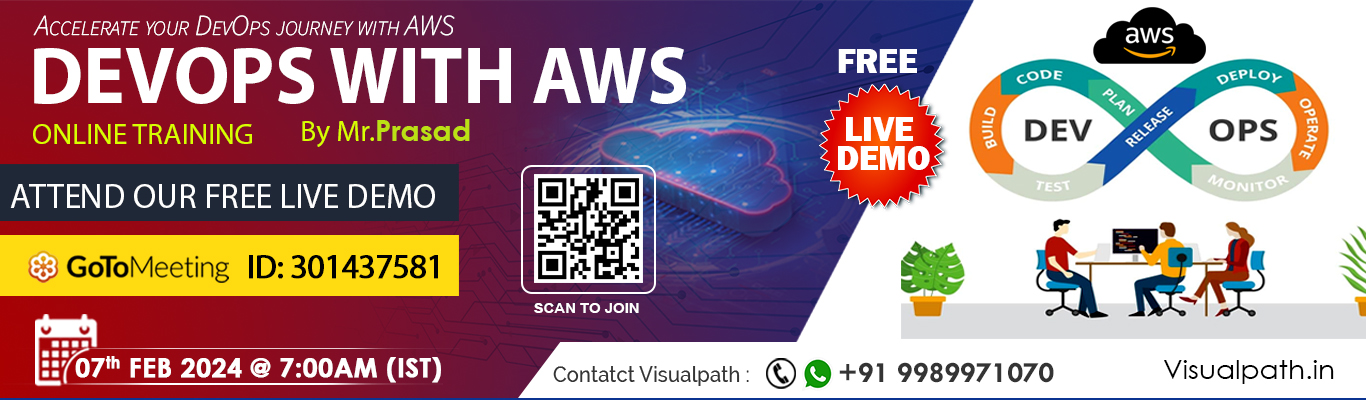 Accelerate your DevOps journey with AWS
DEVOPS WITH AWS
ONLINE TRAINING By Mr.Prasad
ATTEND OUR FREE LIVE DEMO
GoToMeeting ID: 301437581
SCAN TO JOIN
07th FEB 2024 @ 7:00AM (IST)
FREE
LIVE
DEMO
aws
CODE
PLAN
BUILD
DEV
TEST
RELEASE
DEPLOY
OPS
OPERATE
MONITOR
Contatct Visualpath : +91 9989971070
Visualpath.in